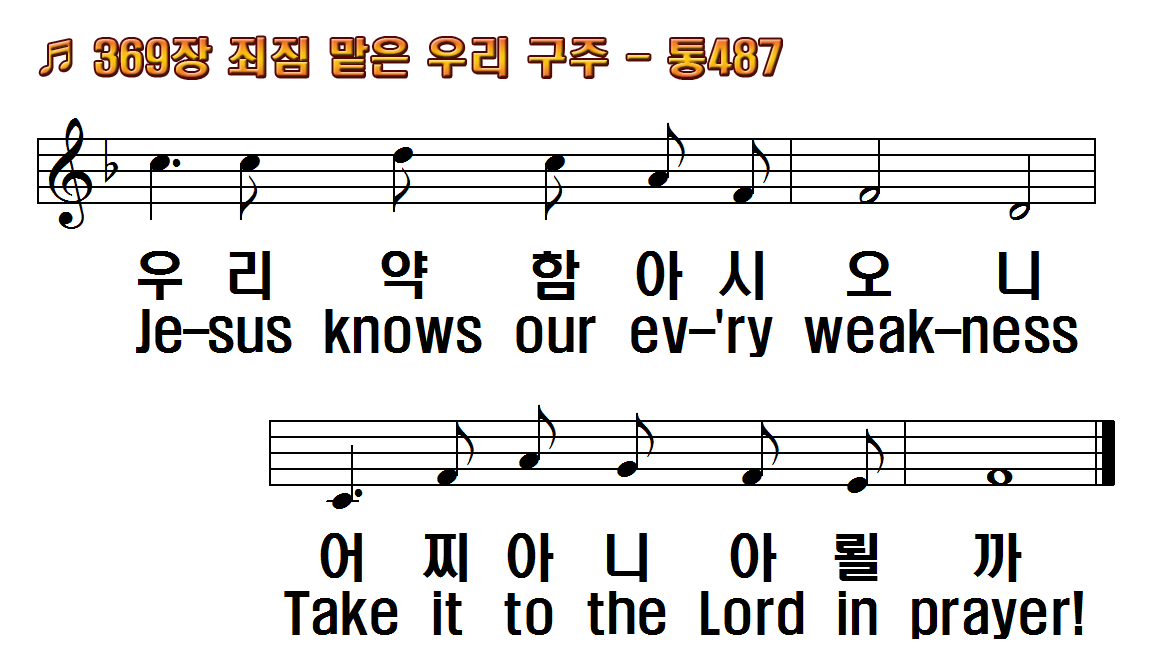 ♬ 369장 죄짐 맡은 우리 구주 - 통487
우 리 약 함 아 시 오 니
Je-sus knows our ev-'ry weak-ness
어 찌 아 니 아 뢸 까
Take it to the Lord in prayer!